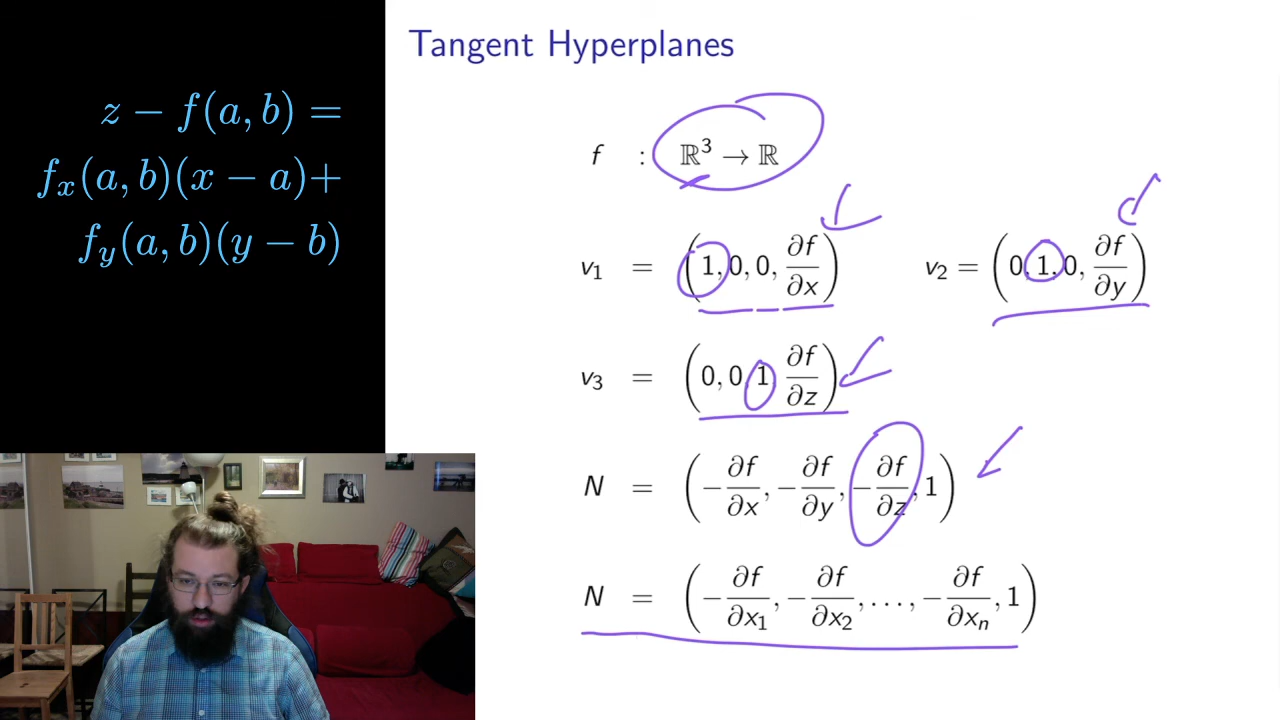 Tangent Hyperplanes
z − f(a, b) =
f_x(a, b)(x − a)+
f_y(a, b)(y − b)
f : ℝ³ → ℝ
v₁ = (1, 0, 0, ∂f/∂x) v₂ = (0, 1, 0, ∂f/∂y)
v₃ = (0, 0, 1, ∂f/∂z)
N = (−∂f/∂x, −∂f/∂y, −∂f/∂z, 1)
N = (−∂f/∂x₁, −∂f/∂x₂, . . . , −∂f/∂xₙ, 1)